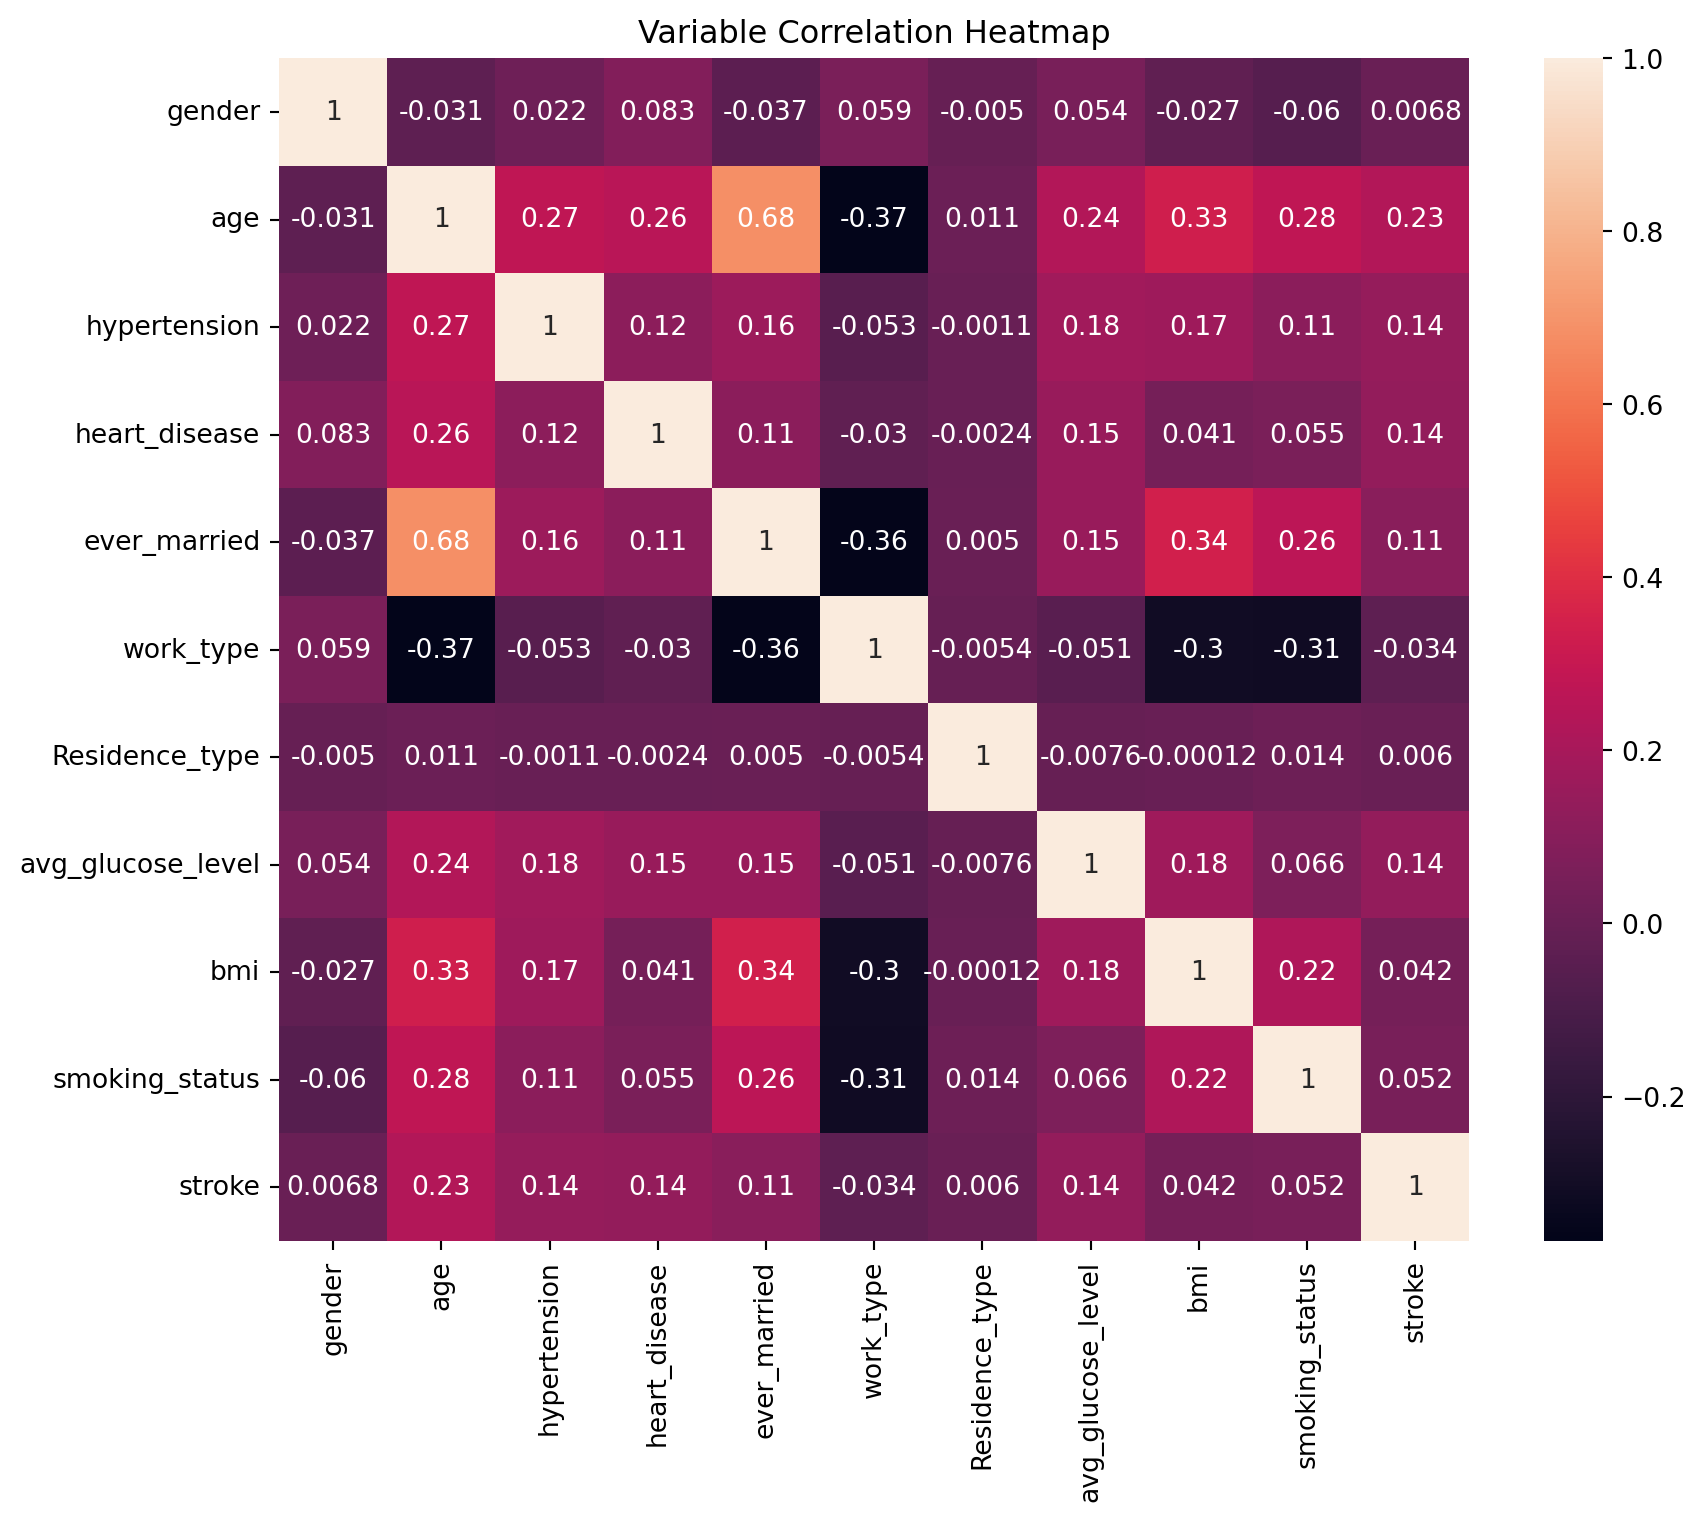 Variable Correlation Heatmap
gender 1 -0.031 0.022 0.083 -0.037 0.059 -0.005 0.054 -0.027 -0.06 0.0068
age -0.031 1 0.27 0.26 0.68 -0.37 0.011 0.24 0.33 0.28 0.23
hypertension 0.022 0.27 1 0.12 0.16 -0.053 -0.0011 0.18 0.17 0.11 0.14
heart_disease 0.083 0.26 0.12 1 0.11 -0.03 -0.0024 0.15 0.041 0.055 0.14
ever_married -0.037 0.68 0.16 0.11 1 -0.36 0.005 0.15 0.34 0.26 0.11
work_type 0.059 -0.37 -0.053 -0.03 -0.36 1 -0.0054 -0.051 -0.3 -0.31 -0.034
Residence_type -0.005 0.011 -0.0011 -0.0024 0.005 -0.0054 1 -0.0076 -0.00012 0.014 0.006
avg_glucose_level 0.054 0.24 0.18 0.15 0.15 -0.051 -0.0076 1 0.18 0.066 0.14
bmi -0.027 0.33 0.17 0.041 0.34 -0.3 -0.00012 0.18 1 0.22 0.042
smoking_status -0.06 0.28 0.11 0.055 0.26 -0.31 0.014 0.066 0.22 1 0.052
stroke 0.0068 0.23 0.14 0.14 0.11 -0.034 0.006 0.14 0.042 0.052 1
gender
age
hypertension
heart_disease
ever_married
work_type
Residence_type
avg_glucose_level
bmi
smoking_status
stroke
1.0
0.8
0.6
0.4
0.2
0.0
−0.2